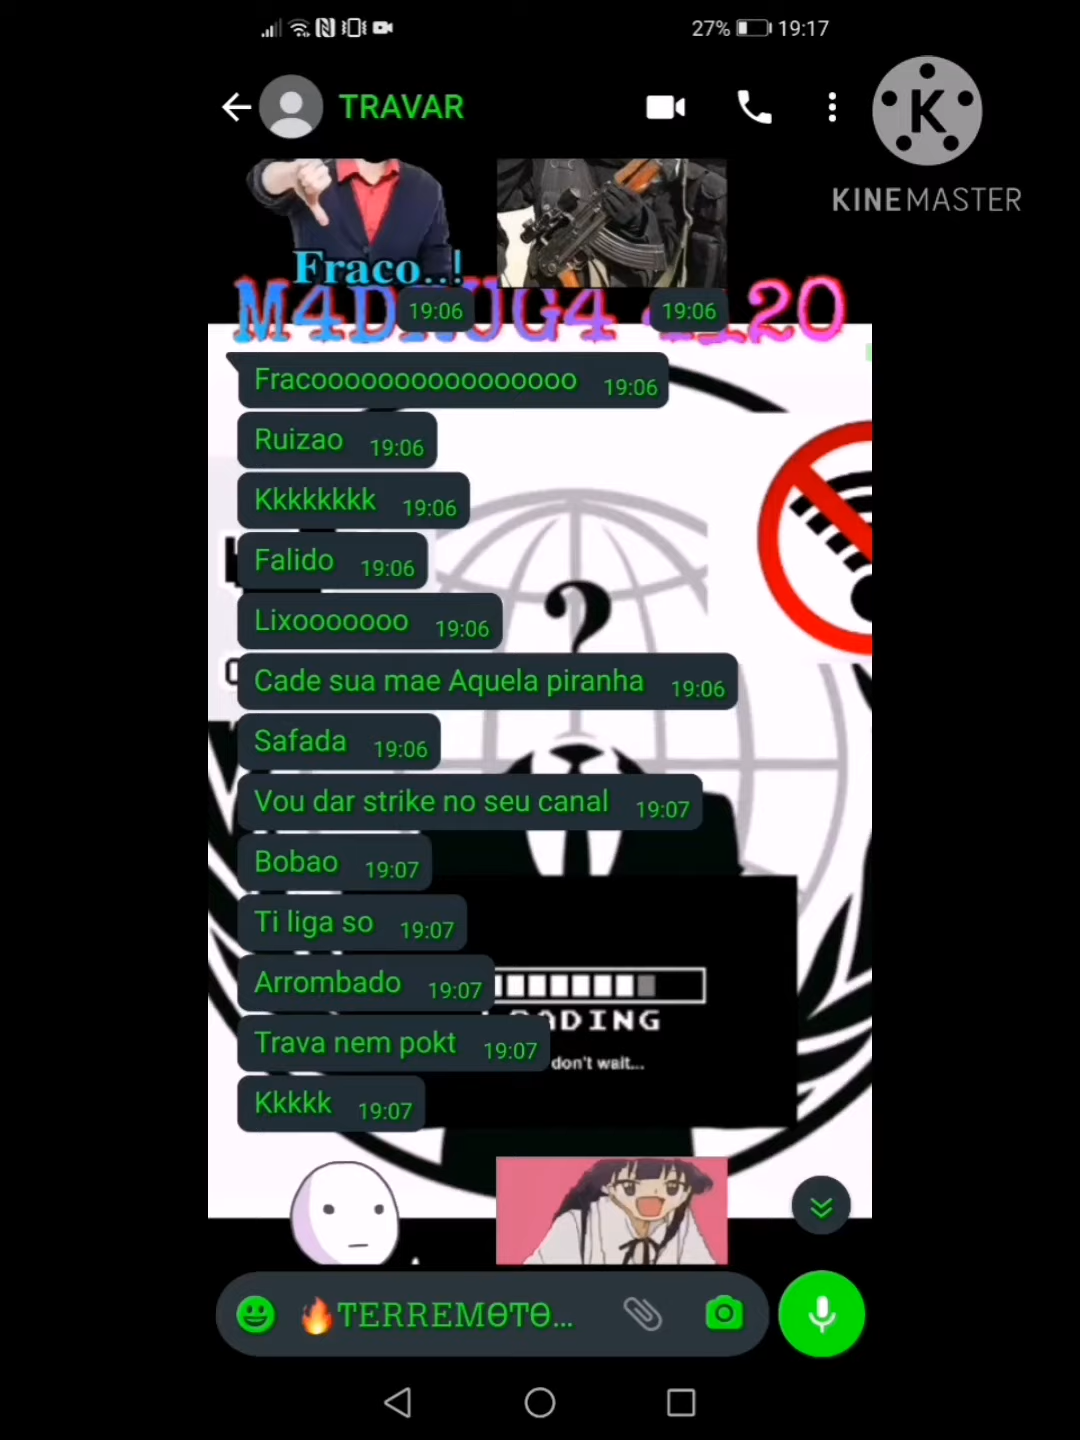 27% 19:17
TRAVAR
K
KINEMASTER
Fraco..!
19:06
19:06
Fracoooooooooooooooo 19:06
Ruizao 19:06
Kkkkkkkk 19:06
Falido 19:06
Lixooooooo 19:06
Cade sua mae Aquela piranha 19:06
?
Safada 19:06
Vou dar strike no seu canal 19:07
Bobao 19:07
Ti liga so 19:07
Arrombado 19:07
Trava nem pokt 19:07
don't wait...
Kkkkk 19:07
🔥TERREMOTO...